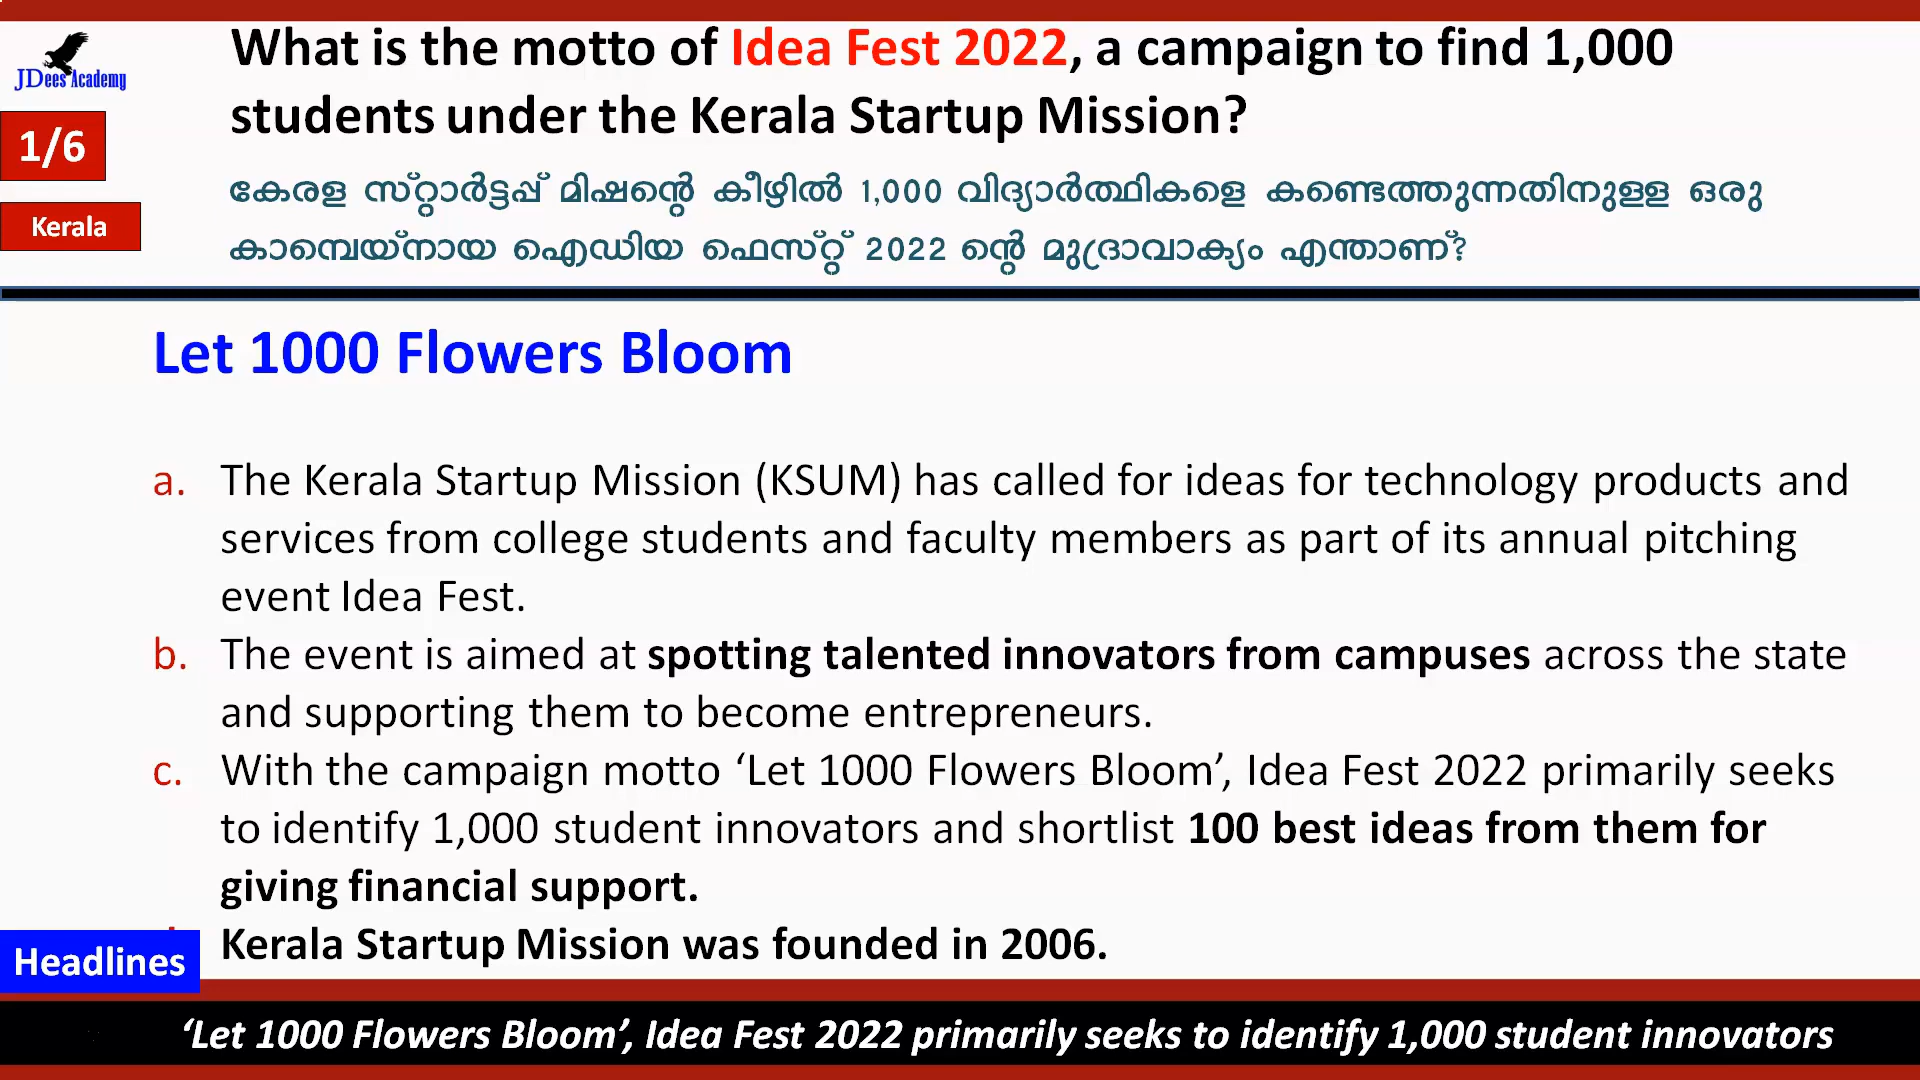 JDees Academy
What is the motto of Idea Fest 2022, a campaign to find 1,000
students under the Kerala Startup Mission?
1/6
Kerala
കേരള സ്റ്റാർട്ടപ്പ് മിഷന്റെ കീഴിൽ 1,000 വിദ്യാർത്ഥികളെ കണ്ടെത്തുന്നതിനുള്ള ഒരു
കാമ്പെയ്നായ ഐഡിയ ഫെസ്റ്റ് 2022 ന്റെ മുദ്രാവാക്യം എന്താണ്?
Let 1000 Flowers Bloom
a. The Kerala Startup Mission (KSUM) has called for ideas for technology products and
services from college students and faculty members as part of its annual pitching
event Idea Fest.
b. The event is aimed at spotting talented innovators from campuses across the state
and supporting them to become entrepreneurs.
c. With the campaign motto ‘Let 1000 Flowers Bloom’, Idea Fest 2022 primarily seeks
to identify 1,000 student innovators and shortlist 100 best ideas from them for
giving financial support.
Kerala Startup Mission was founded in 2006.
Headlines
‘Let 1000 Flowers Bloom’, Idea Fest 2022 primarily seeks to identify 1,000 student innovators